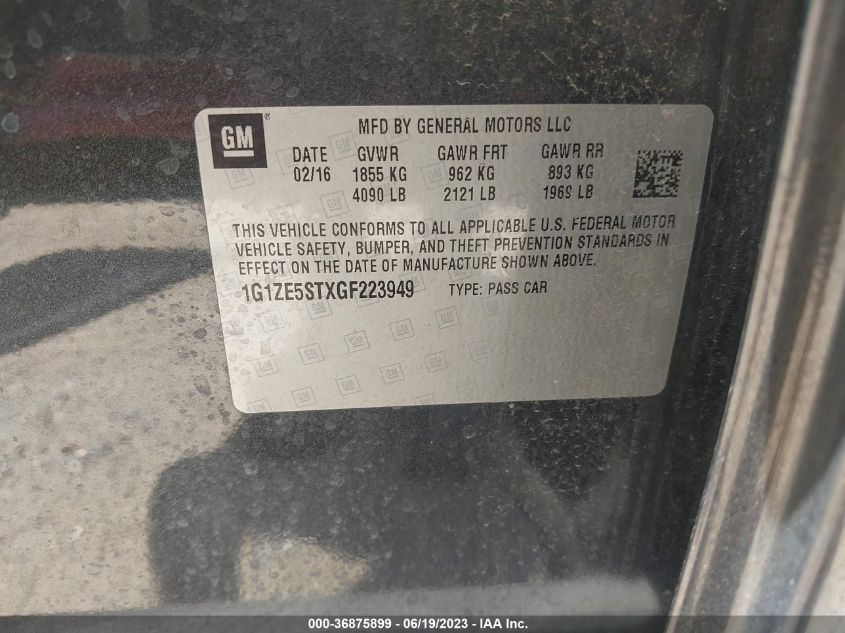 GM ®
MFD BY GENERAL MOTORS LLC
DATE GVWR GAWR FRT GAWR RR
02/16 1855 KG 962 KG 893 KG
4090 LB 2121 LB 1969 LB
THIS VEHICLE CONFORMS TO ALL APPLICABLE U.S. FEDERAL MOTOR
VEHICLE SAFETY, BUMPER, AND THEFT PREVENTION STANDARDS IN
EFFECT ON THE DATE OF MANUFACTURE SHOWN ABOVE.
1G1ZE5STXGF223949 TYPE: PASS CAR
000-36875899 - 06/19/2023 - IAA Inc.